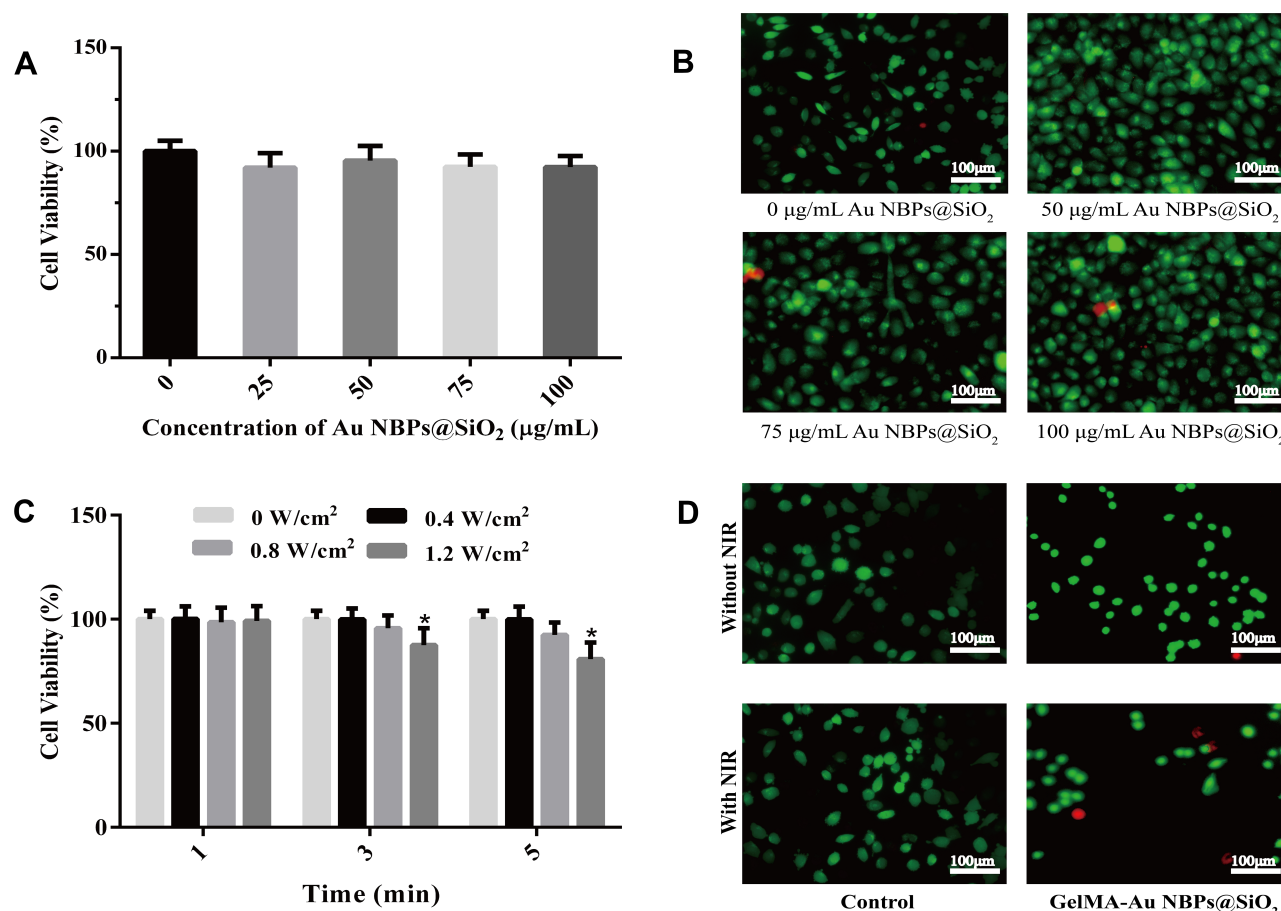 A
150
100
50
0
Cell Viability (%)
0
25
50
75
100
Concentration of Au NBPs@SiO₂ (μg/mL)
B
100μm
100μm
0 μg/mL Au NBPs@SiO₂
50 μg/mL Au NBPs@SiO₂
100μm
100μm
75 μg/mL Au NBPs@SiO₂
100 μg/mL Au NBPs@SiO₂
C
0 W/cm²
0.4 W/cm²
0.8 W/cm²
1.2 W/cm²
150
100
50
0
Cell Viability (%)
*
*
1
3
5
Time (min)
D
Without NIR
100μm
100μm
With NIR
100μm
100μm
Control
GelMA-Au NBPs@SiO₂